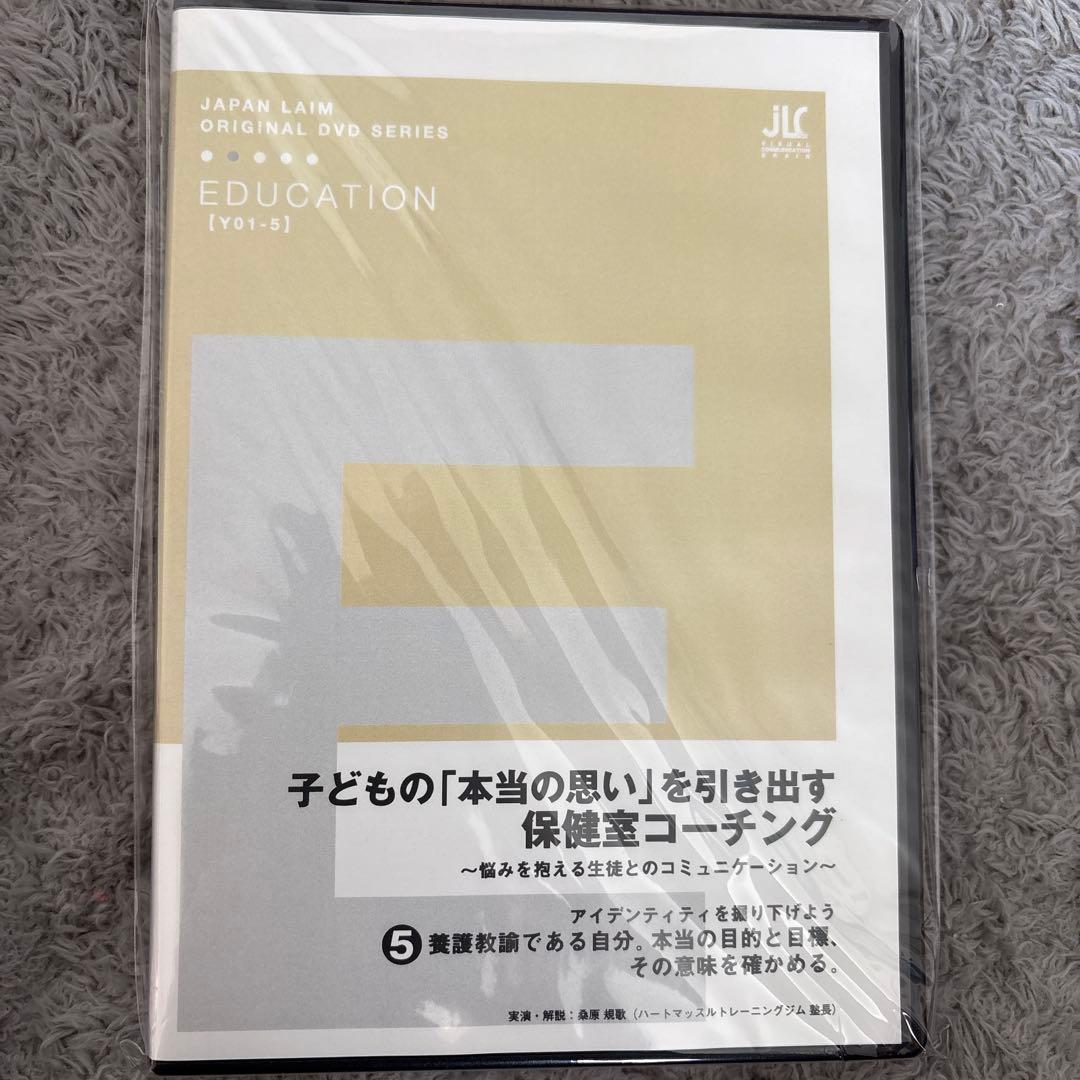 JAPAN LAIM
ORIGINAL DVD SERIES
EDUCATION
【Y01-5】
JLC
VISUAL
COMMUNICATION
BRAIN
子どもの「本当の思い」を引き出す
保健室コーチング
～悩みを抱える生徒とのコミュニケーション～
アイデンティティを掘り下げよう
❺養護教諭である自分。本当の目的と目標、
その意味を確かめる。
実演・解説：桑原 規歌（ハートマッスルトレーニングジム 塾長）